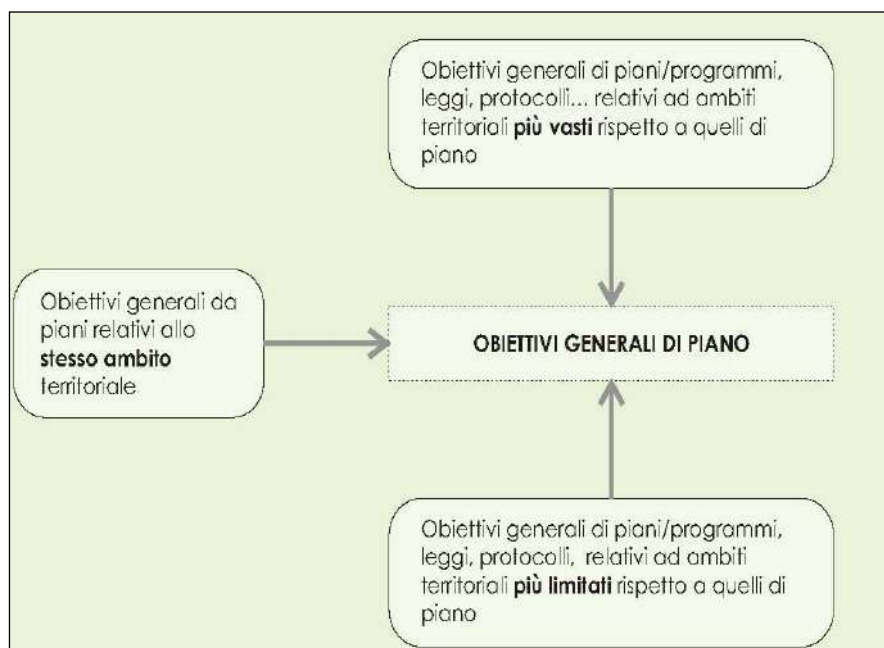 Obiettivi generali di piani/programmi,
leggi, protocolli... relativi ad ambiti
territoriali più vasti rispetto a quelli di
piano
Obiettivi generali da
piani relativi allo
stesso ambito
territoriale
OBIETTIVI GENERALI DI PIANO
Obiettivi generali di piani/programmi,
leggi, protocolli, relativi ad ambiti
territoriali più limitati rispetto a quelli di
piano